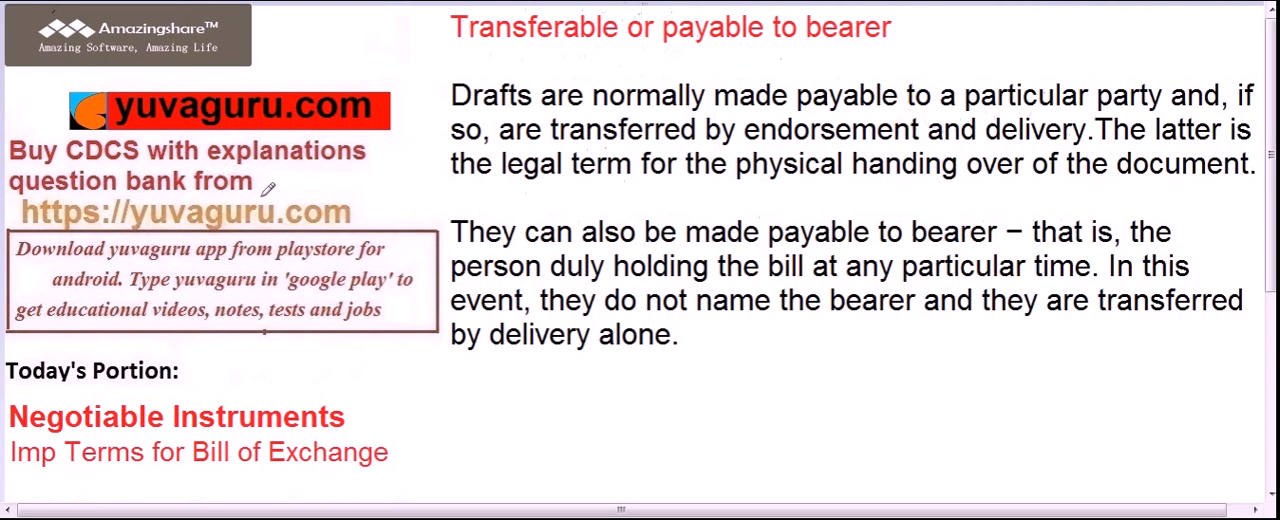 Amazingshare™
Amazing Software, Amazing Life
yuvaguru.com
Buy CDCS with explanations
question bank from
https://yuvaguru.com
Download yuvaguru app from playstore for
android. Type yuvaguru in 'google play' to
get educational videos, notes, tests and jobs
Today's Portion:
Negotiable Instruments
Imp Terms for Bill of Exchange
Transferable or payable to bearer
Drafts are normally made payable to a particular party and, if
so, are transferred by endorsement and delivery.The latter is
the legal term for the physical handing over of the document.
They can also be made payable to bearer – that is, the
person duly holding the bill at any particular time. In this
event, they do not name the bearer and they are transferred
by delivery alone.